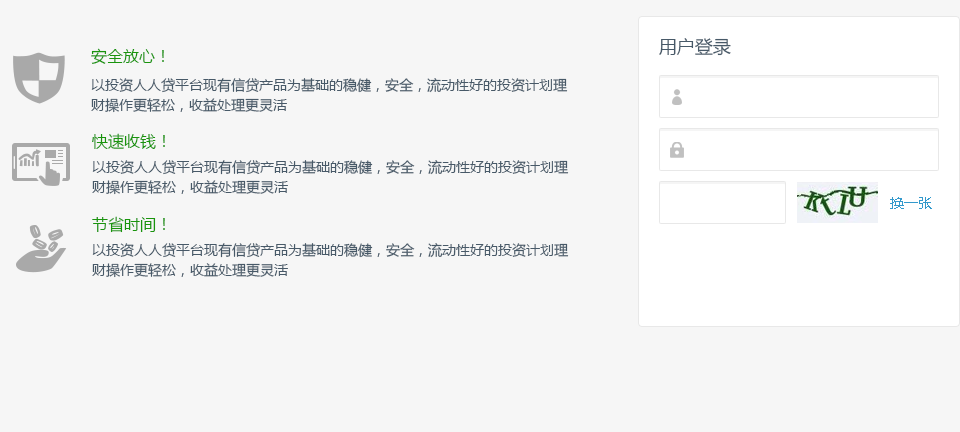 安全放心！
以投资人人贷平台现有信贷产品为基础的稳健，安全，流动性好的投资计划理
财操作更轻松，收益处理更灵活
快速收钱！
以投资人人贷平台现有信贷产品为基础的稳健，安全，流动性好的投资计划理
财操作更轻松，收益处理更灵活
节省时间！
以投资人人贷平台现有信贷产品为基础的稳健，安全，流动性好的投资计划理
财操作更轻松，收益处理更灵活
用户登录
换一张